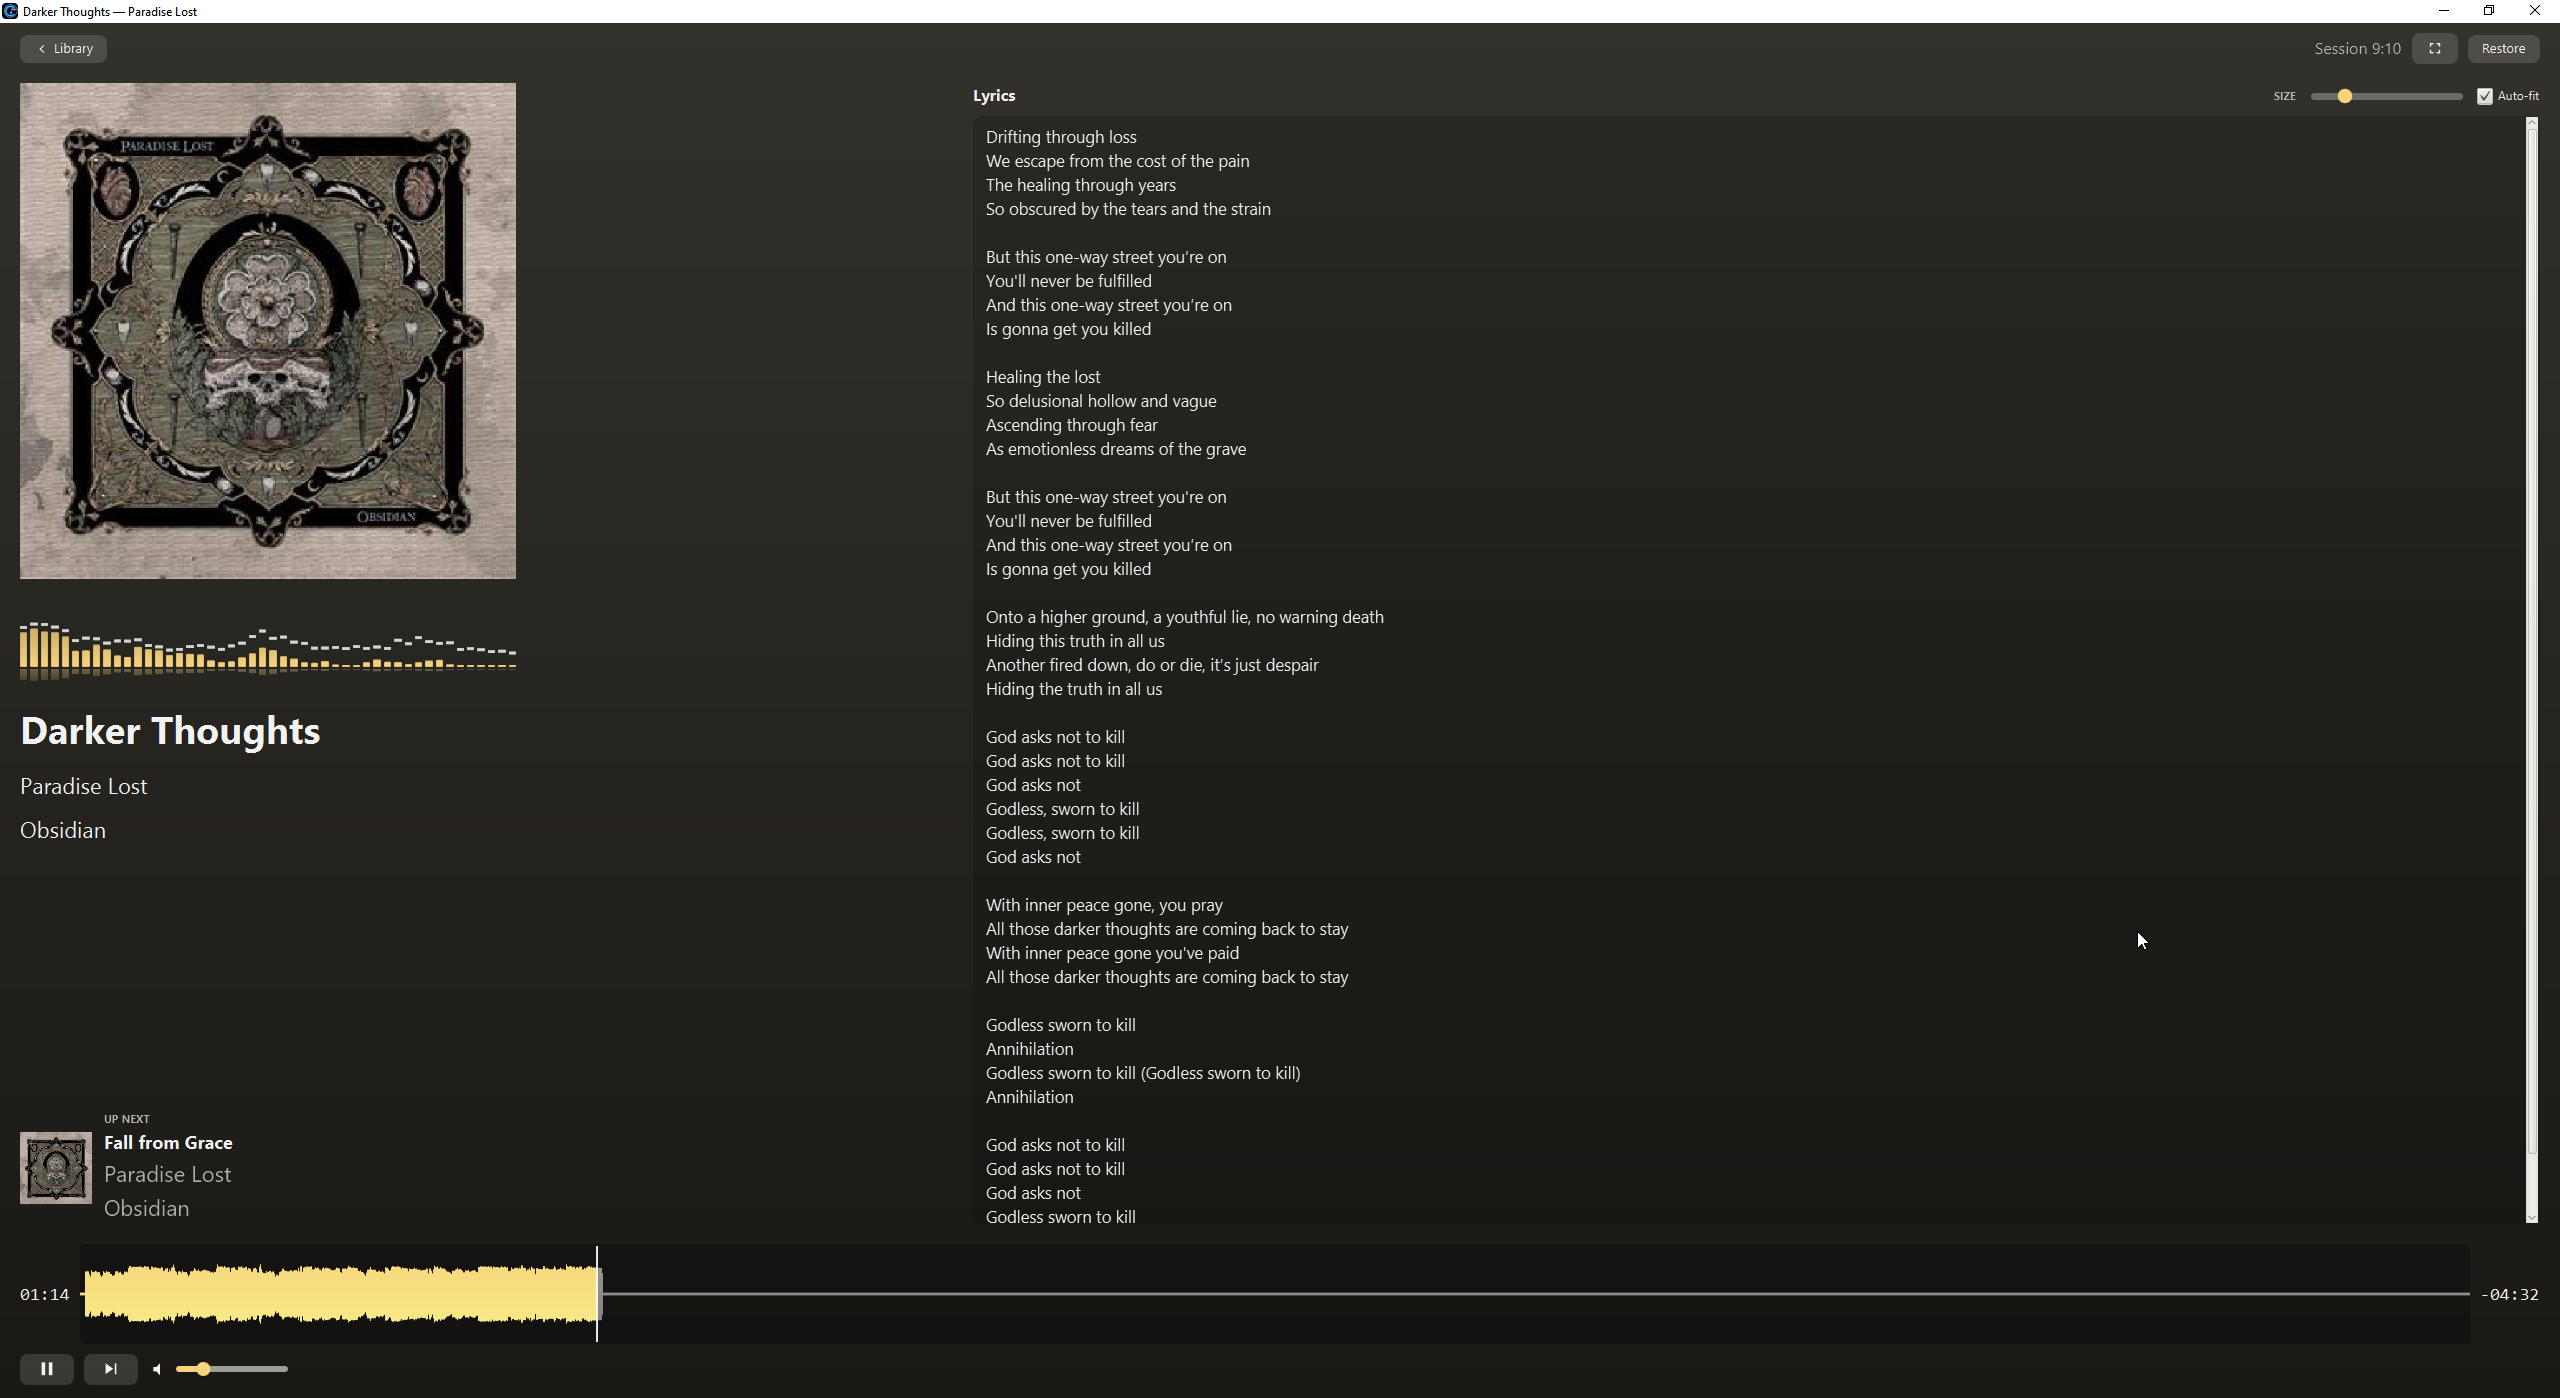 Darker Thoughts — Paradise Lost
Library
Session 9:10
Restore
PARADISE LOST
OBSIDIAN
Lyrics
SIZE
Auto-fit
Drifting through loss
We escape from the cost of the pain
The healing through years
So obscured by the tears and the strain
But this one-way street you're on
You'll never be fulfilled
And this one-way street you're on
Is gonna get you killed
Healing the lost
So delusional hollow and vague
Ascending through fear
As emotionless dreams of the grave
But this one-way street you're on
You'll never be fulfilled
And this one-way street you're on
Is gonna get you killed
Onto a higher ground, a youthful lie, no warning death
Hiding this truth in all us
Another fired down, do or die, it's just despair
Hiding the truth in all us
God asks not to kill
God asks not to kill
God asks not
Godless, sworn to kill
Godless, sworn to kill
God asks not
With inner peace gone, you pray
All those darker thoughts are coming back to stay
With inner peace gone you've paid
All those darker thoughts are coming back to stay
Godless sworn to kill
Annihilation
Godless sworn to kill (Godless sworn to kill)
Annihilation
God asks not to kill
God asks not to kill
God asks not
Godless sworn to kill
Darker Thoughts
Paradise Lost
Obsidian
UP NEXT
Fall from Grace
Paradise Lost
Obsidian
01:14
-04:32